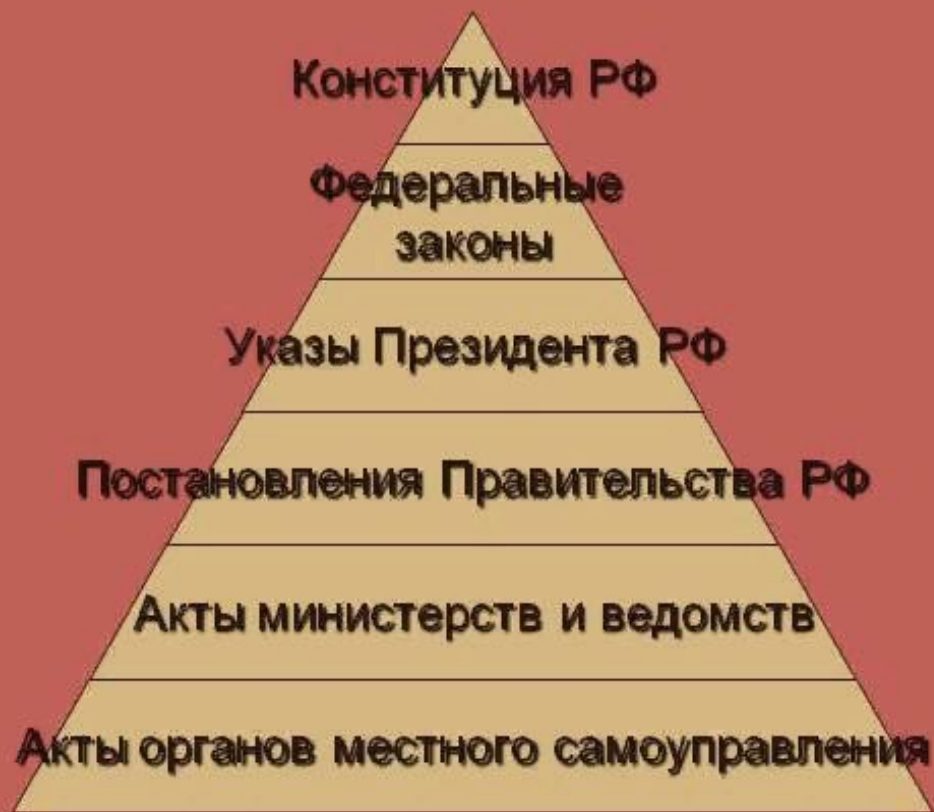 Конституция РФ
Федеральные
законы
Указы Президента РФ
Постановления Правительства РФ
Акты министерств и ведомств
Акты органов местного самоуправления